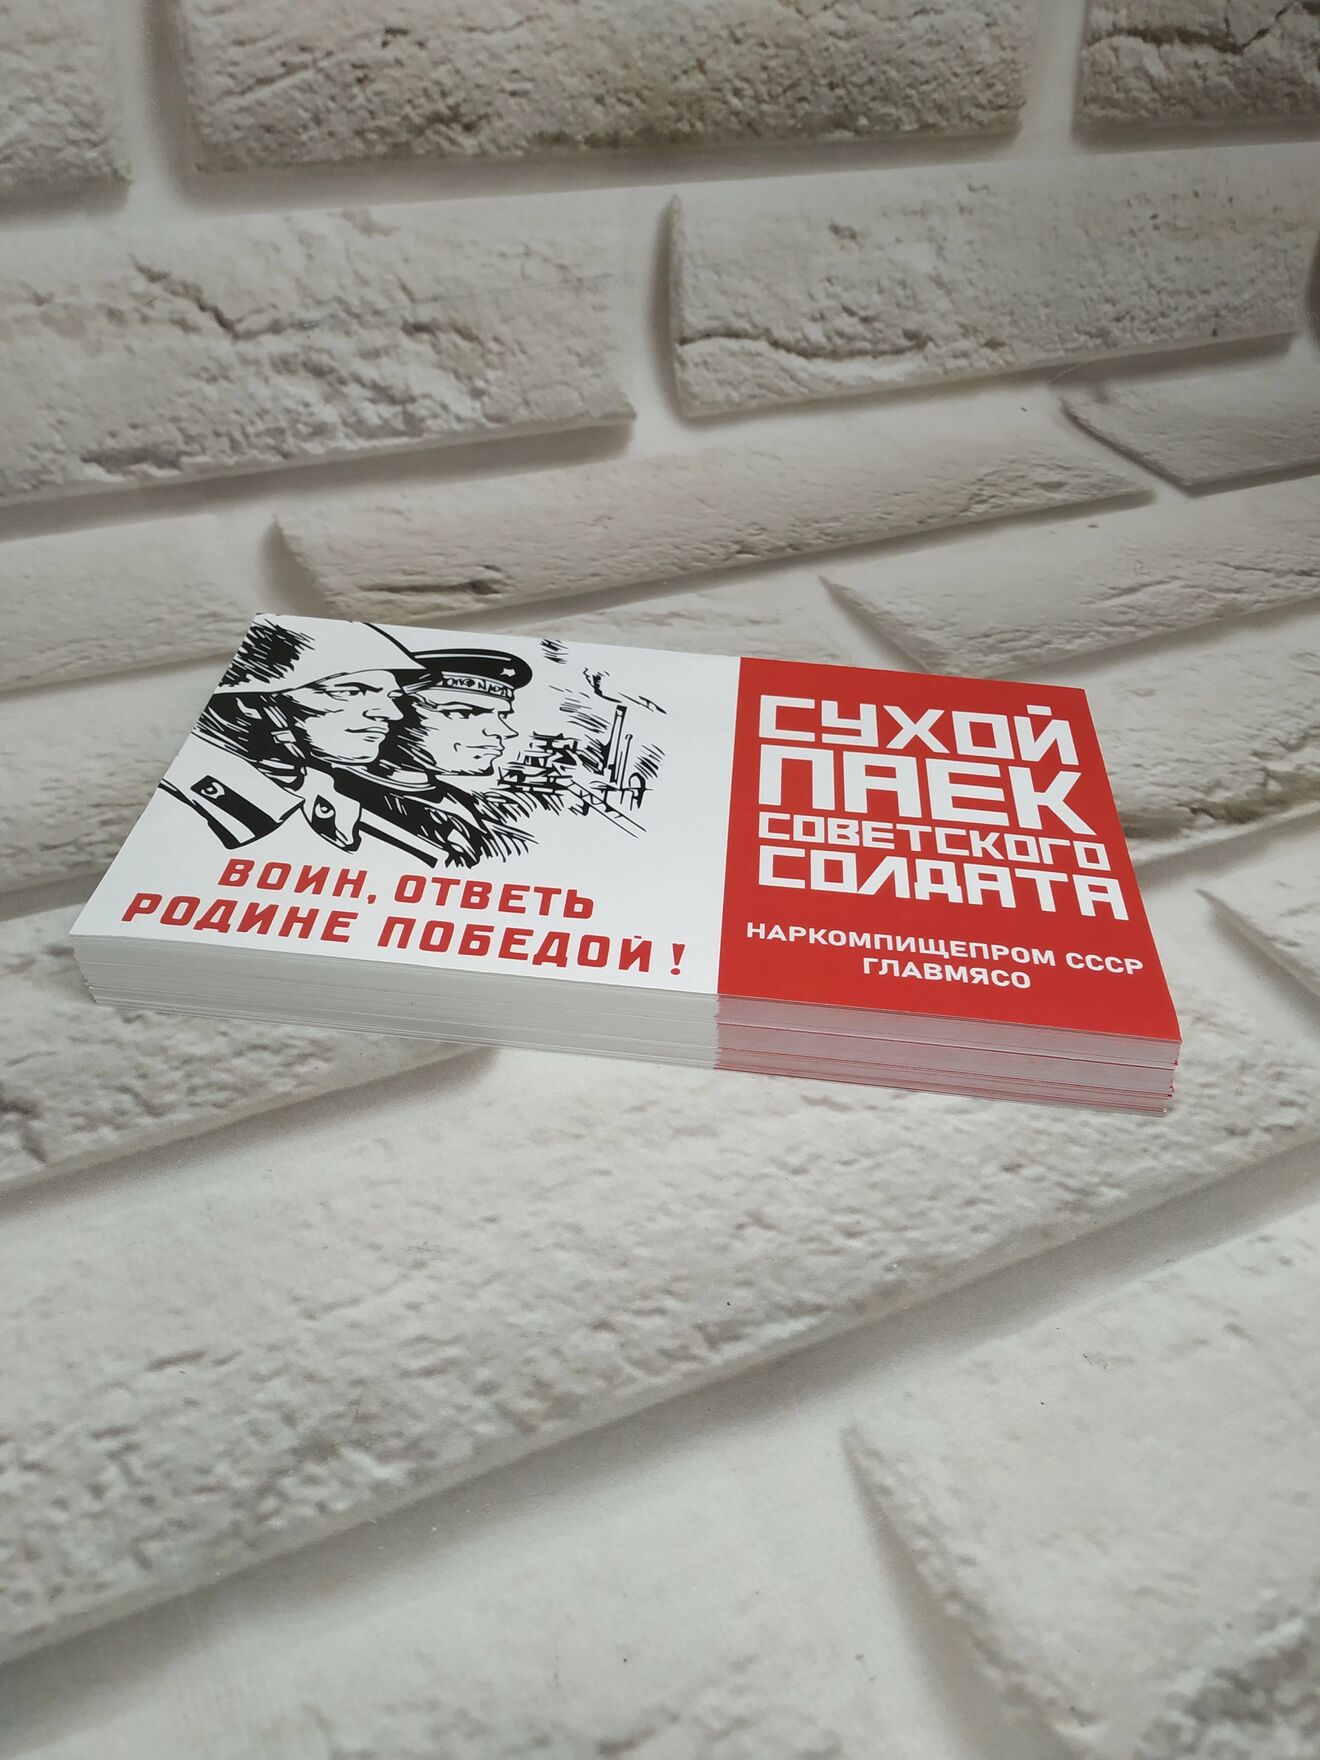 ВОИН, ОТВЕТЬ
РОДИНЕ ПОБЕДОЙ!
СУХОЙ
ПАЕК
СОВЕТСКОГО
СОЛДАТА
НАРКОМПИЩЕПРОМ СССР
ГЛАВМЯСО